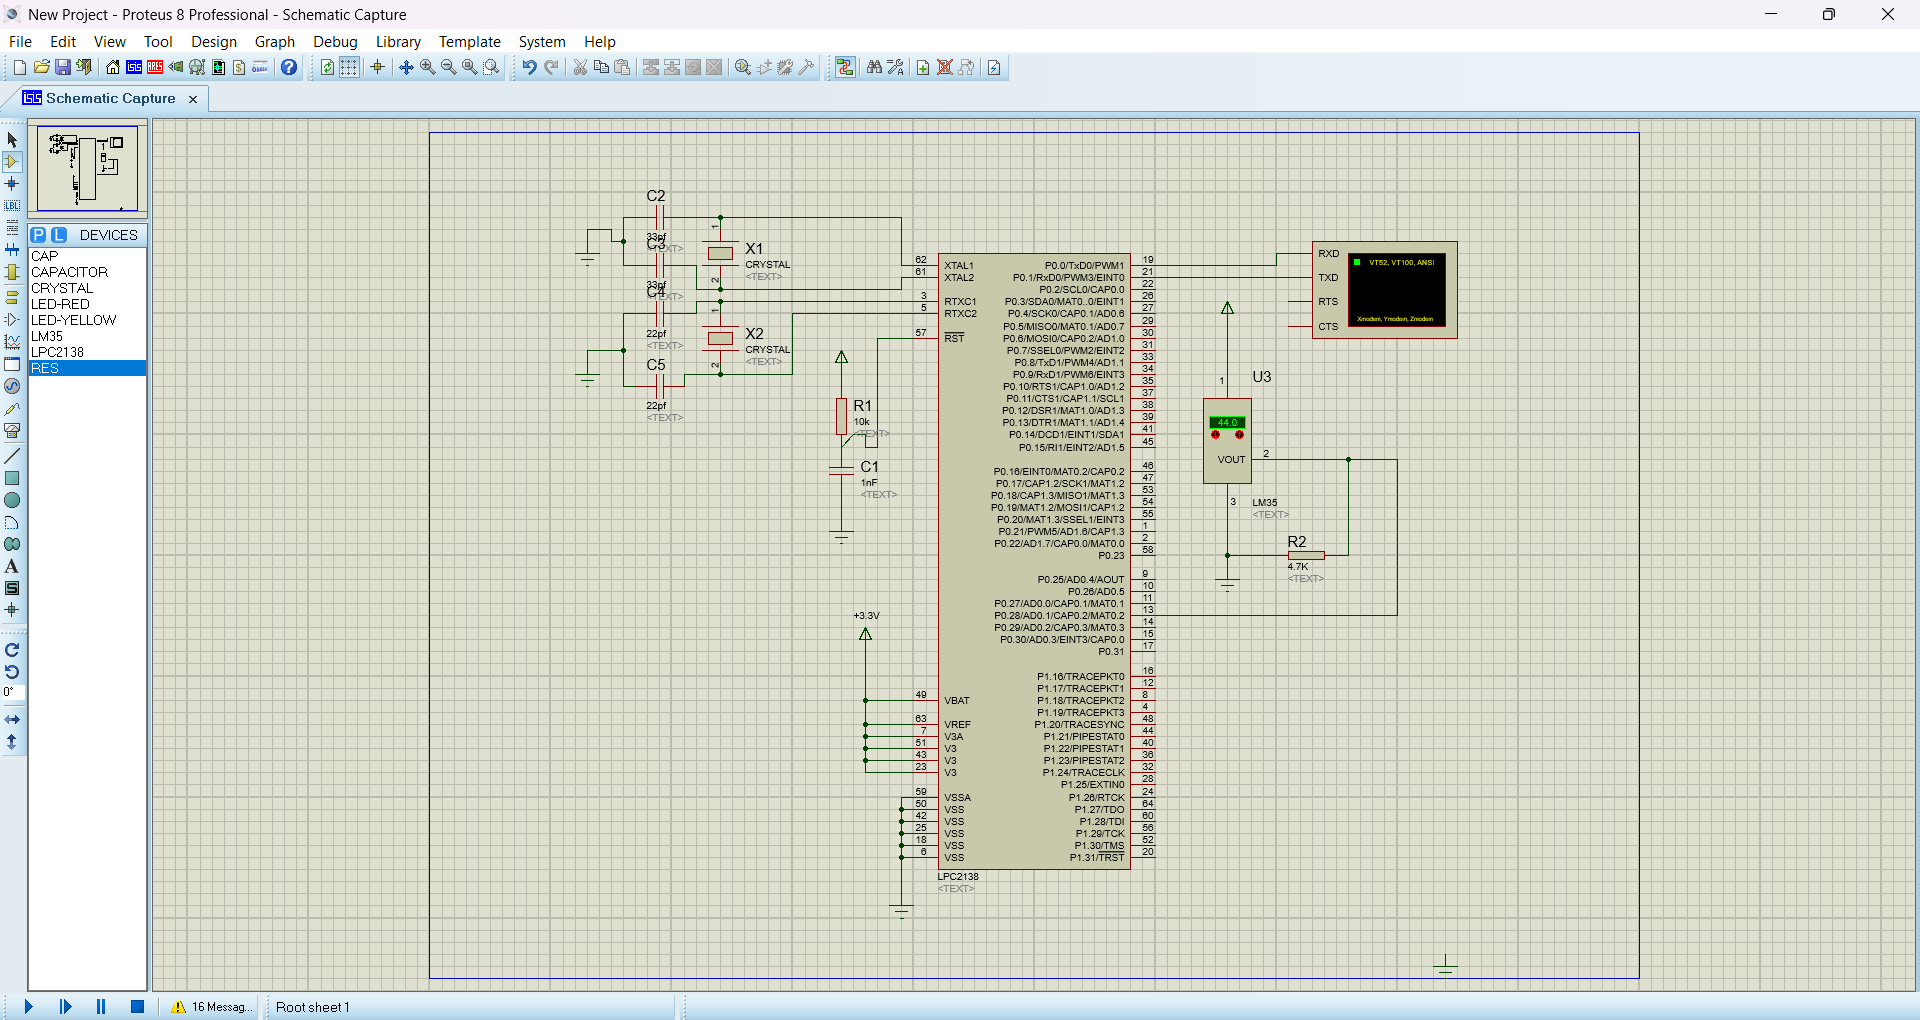 New Project - Proteus 8 Professional - Schematic Capture
File Edit View Tool Design Graph Debug Library Template System Help
Schematic Capture
P L DEVICES
CAP
CAPACITOR
CRYSTAL
LED-RED
LED-YELLOW
LM35
LPC2138
RES
LBL
A
S
0°
C2
33pf
<TEXT>
C3
33pf
<TEXT>
C4
22pf
<TEXT>
C5
22pf
<TEXT>
1
X1
CRYSTAL
<TEXT>
2
1
X2
CRYSTAL
<TEXT>
2
R1
10k
<TEXT>
C1
1nF
<TEXT>
+3.3V
62 XTAL1
61 XTAL2
3 RTXC1
5 RTXC2
57 RST
49 VBAT
63 VREF
7 V3A
51 V3
43 V3
23 V3
59 VSSA
50 VSS
42 VSS
25 VSS
18 VSS
6 VSS
P0.0/TxD0/PWM1 19
P0.1/RxD0/PWM3/EINT0 21
P0.2/SCL0/CAP0.0 22
P0.3/SDA0/MAT0..0/EINT1 26
P0.4/SCK0/CAP0.1/AD0.6 27
P0.5/MISO0/MAT0.1/AD0.7 29
P0.6/MOSI0/CAP0.2/AD1.0 30
P0.7/SSEL0/PWM2/EINT2 31
P0.8/TxD1/PWM4/AD1.1 33
P0.9/RxD1/PWM6/EINT3 34
P0.10/RTS1/CAP1.0/AD1.2 35
P0.11/CTS1/CAP1.1/SCL1 37
P0.12/DSR1/MAT1.0/AD1.3 38
P0.13/DTR1/MAT1.1/AD1.4 39
P0.14/DCD1/EINT1/SDA1 41
P0.15/RI1/EINT2/AD1.5 45
P0.16/EINT0/MAT0.2/CAP0.2 46
P0.17/CAP1.2/SCK1/MAT1.2 47
P0.18/CAP1.3/MISO1/MAT1.3 53
P0.19/MAT1.2/MOSI1/CAP1.2 54
P0.20/MAT1.3/SSEL1/EINT3 55
P0.21/PWM5/AD1.6/CAP1.3 1
P0.22/AD1.7/CAP0.0/MAT0.0 2
P0.23 58
P0.25/AD0.4/AOUT 9
P0.26/AD0.5 10
P0.27/AD0.0/CAP0.1/MAT0.1 11
P0.28/AD0.1/CAP0.2/MAT0.2 13
P0.29/AD0.2/CAP0.3/MAT0.3 14
P0.30/AD0.3/EINT3/CAP0.0 15
P0.31 17
P1.16/TRACEPKT0 16
P1.17/TRACEPKT1 12
P1.18/TRACEPKT2 8
P1.19/TRACEPKT3 4
P1.20/TRACESYNC 48
P1.21/PIPESTAT0 44
P1.22/PIPESTAT1 40
P1.23/PIPESTAT2 36
P1.24/TRACECLK 32
P1.25/EXTIN0 28
P1.26/RTCK 24
P1.27/TDO 64
P1.28/TDI 60
P1.29/TCK 56
P1.30/TMS 52
P1.31/TRST 20
LPC2138
<TEXT>
RXD
TXD
RTS
CTS
VT52, VT100, ANSI
Xmodem, Ymodem, Zmodem
1
U3
44.0
VOUT 2
3 LM35
<TEXT>
R2
4.7K
<TEXT>
16 Messag...
Root sheet 1